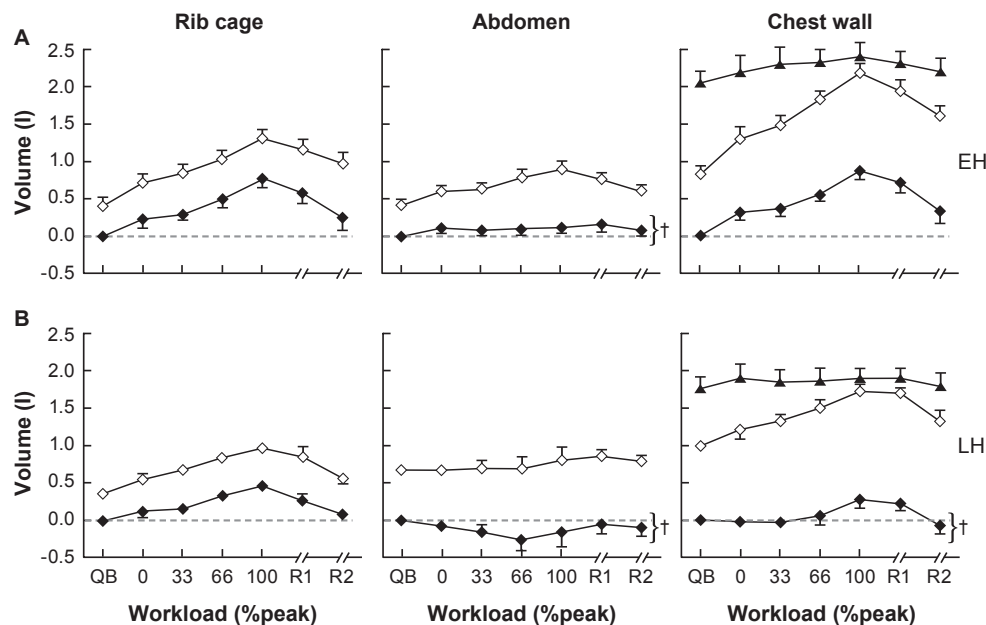 Rib cage Abdomen Chest wall
A
Volume (l)
2.5
2.0
1.5
1.0
0.5
0.0
-0.5
}†
EH
B
Volume (l)
2.5
2.0
1.5
1.0
0.5
0.0
-0.5
}†
}†
LH
QB 0 33 66 100 R1 R2 QB 0 33 66 100 R1 R2 QB 0 33 66 100 R1 R2
Workload (%peak) Workload (%peak) Workload (%peak)